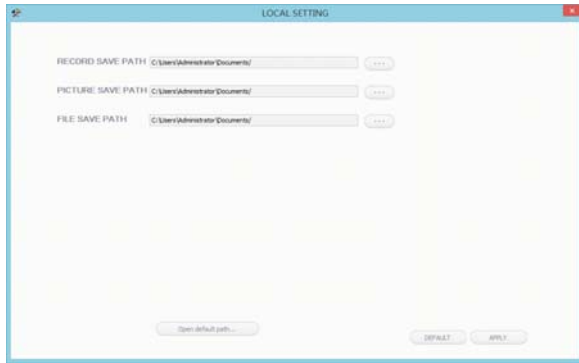 LOCAL SETTING
RECORD SAVE PATH C:/Users/Administrator/Documents/ ...
PICTURE SAVE PATH C:/Users/Administrator/Documents/ ...
FILE SAVE PATH C:/Users/Administrator/Documents/ ...
Open default path...
DEFAULT APPLY